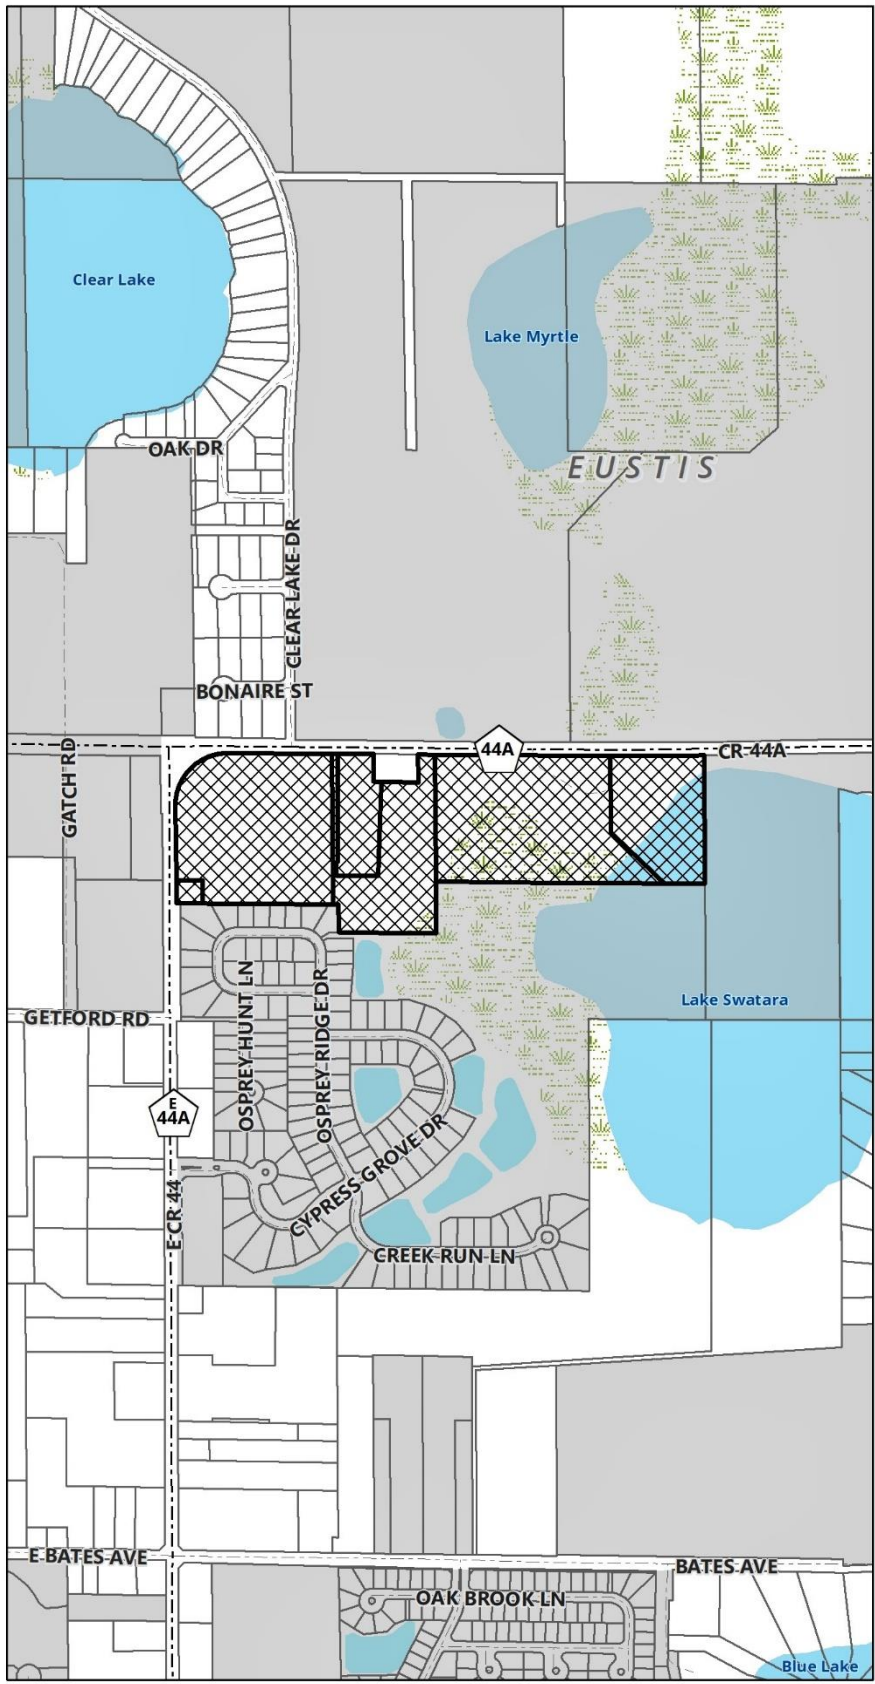 Clear Lake
Lake Myrtle
OAK DR
EUSTIS
CLEAR LAKE DR
BONAIRE ST
44A
CR 44A
GATCH RD
Lake Swatara
GETFORD RD
OSPREY HUNT LN
OSPREY RIDGE DR
E
44A
CYPRESS GROVE DR
E CR 44
CREEK RUN LN
E BATES AVE
BATES AVE
OAK BROOK LN
Blue Lake